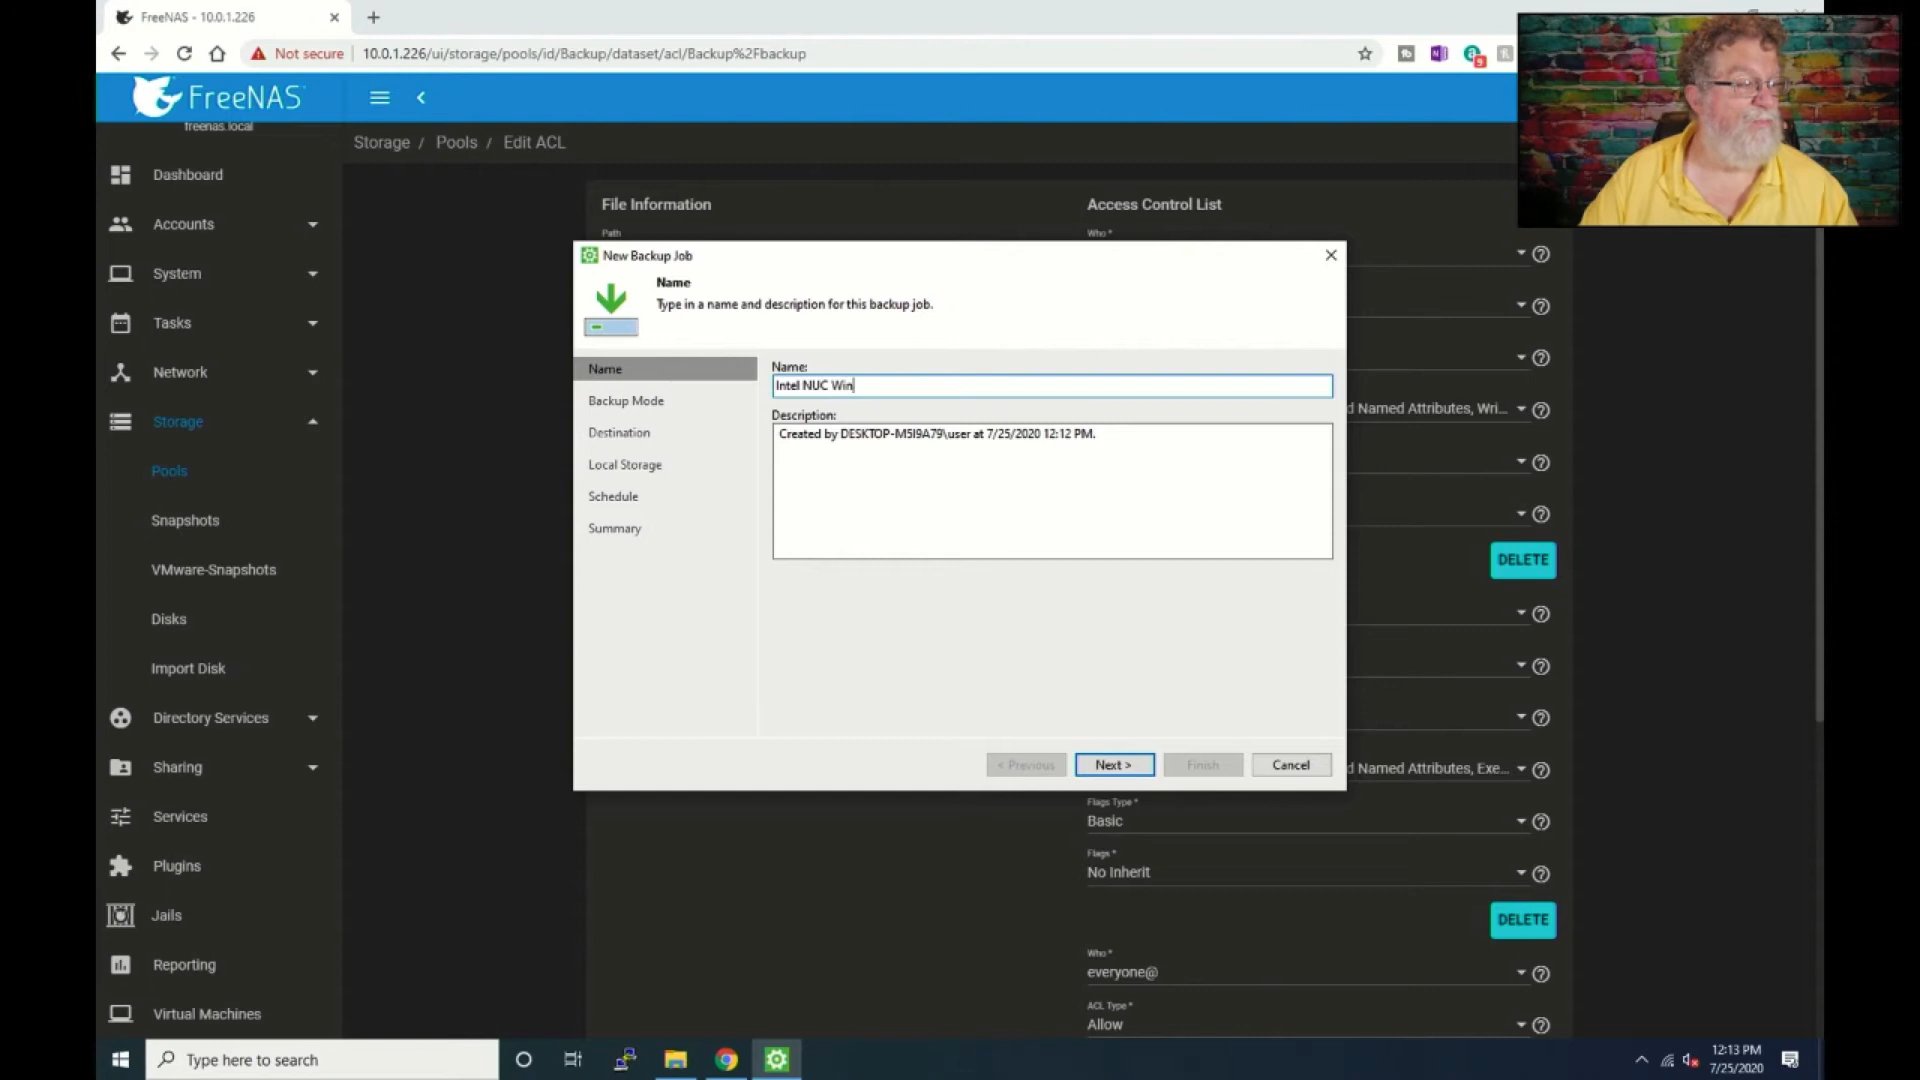 FreeNAS - 10.0.1.226
Not secure
10.0.1.226/ui/storage/pools/id/Backup/dataset/acl/Backup%2Fbackup
9
FreeNAS
freenas.local
Storage / Pools / Edit ACL
Dashboard
Accounts
System
Tasks
Network
Storage
Pools
Snapshots
VMware-Snapshots
Disks
Import Disk
Directory Services
Sharing
Services
Plugins
Jails
Reporting
Virtual Machines
File Information
Path
Access Control List
Who *
New Backup Job
Name
Type in a name and description for this backup job.
Name
Backup Mode
Destination
Local Storage
Schedule
Summary
Name:
Intel NUC Win
Description:
Created by DESKTOP-M5I9A79\user at 7/25/2020 12:12 PM.
< Previous
Next >
Finish
Cancel
d Named Attributes, Wri...
DELETE
d Named Attributes, Exe...
Flags Type *
Basic
Flags *
No Inherit
DELETE
Who *
everyone@
ACL Type *
Allow
Type here to search
12:13 PM
7/25/2020